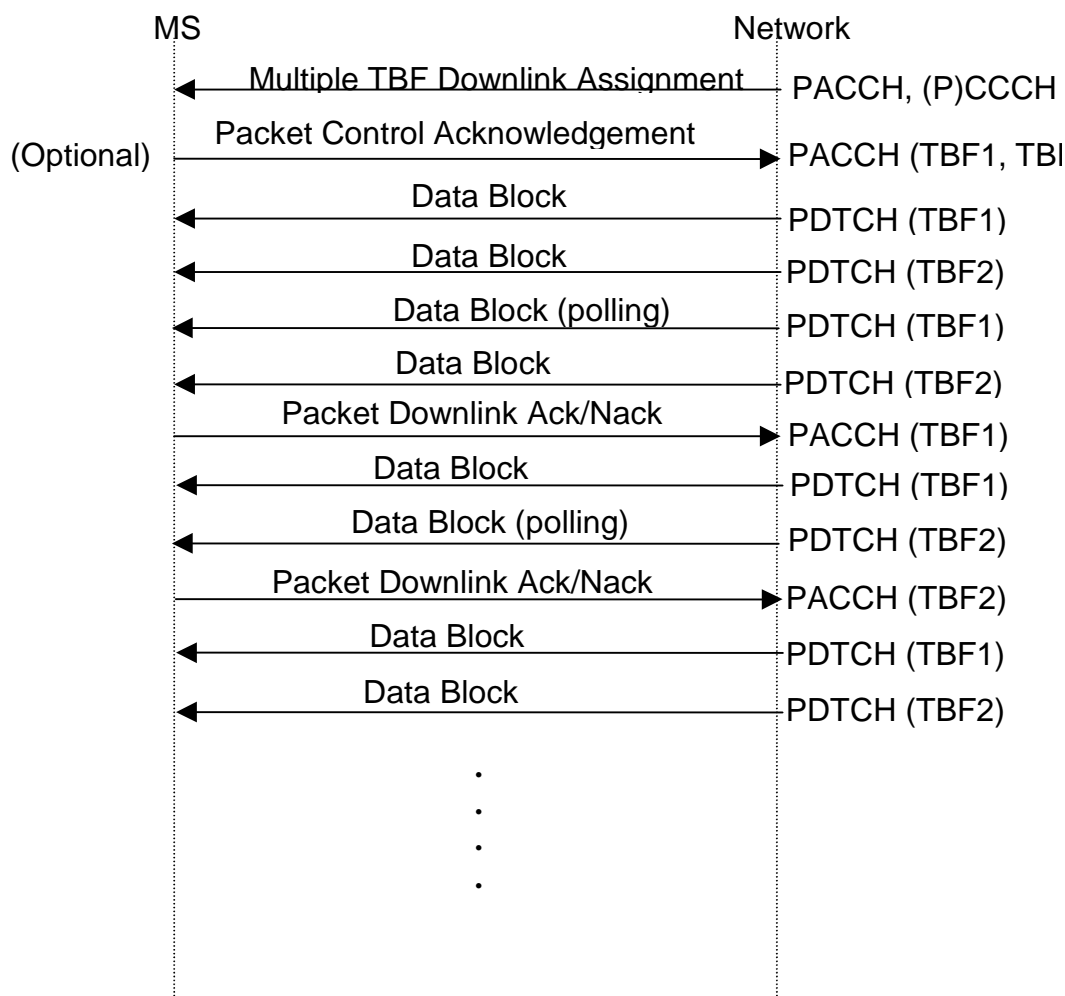 MS Network
Multiple TBF Downlink Assignment PACCH, (P)CCCH
(Optional) Packet Control Acknowledgement PACCH (TBF1,
Data Block PDTCH (TBF1)
Data Block PDTCH (TBF2)
Data Block (polling) PDTCH (TBF1)
Data Block PDTCH (TBF2)
Packet Downlink Ack/Nack PACCH (TBF1)
Data Block PDTCH (TBF1)
Data Block (polling) PDTCH (TBF2)
Packet Downlink Ack/Nack PACCH (TBF2)
Data Block PDTCH (TBF1)
Data Block PDTCH (TBF2)